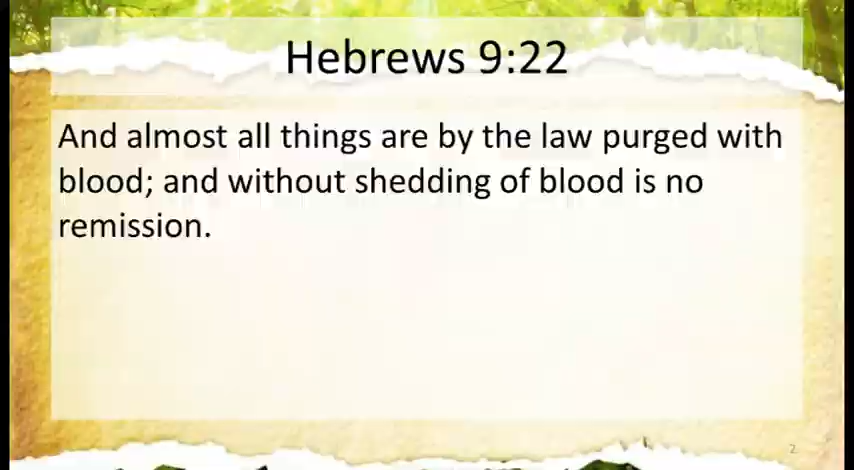 Hebrews 9:22
And almost all things are by the law purged with
blood; and without shedding of blood is no
remission.
2